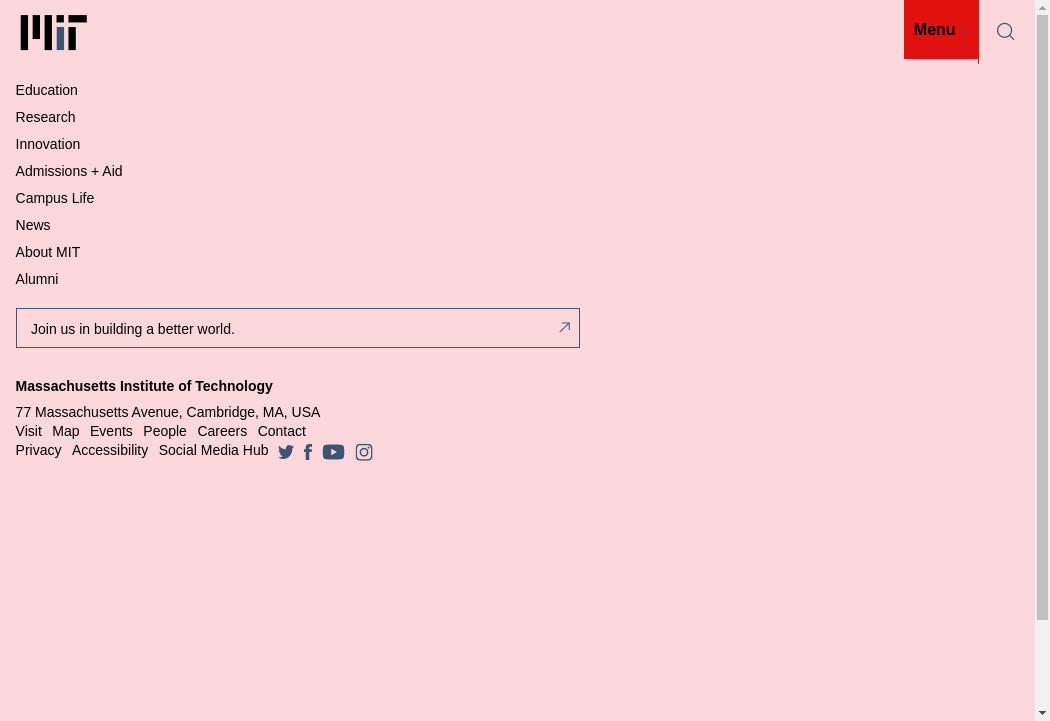 MIT
Menu
Education
Research
Innovation
Admissions + Aid
Campus Life
News
About MIT
Alumni
Join us in building a better world.
Massachusetts Institute of Technology
77 Massachusetts Avenue, Cambridge, MA, USA
Visit Map Events People Careers Contact
Privacy Accessibility Social Media Hub